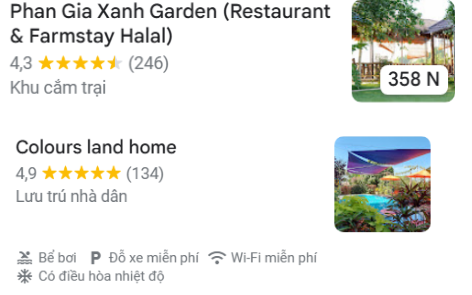 Phan Gia Xanh Garden (Restaurant
& Farmstay Halal)
4,3 (246)
Khu cắm trại
358 N
Colours land home
4,9 (134)
Lưu trú nhà dân
Bể bơi P Đỗ xe miễn phí Wi-Fi miễn phí
Có điều hòa nhiệt độ